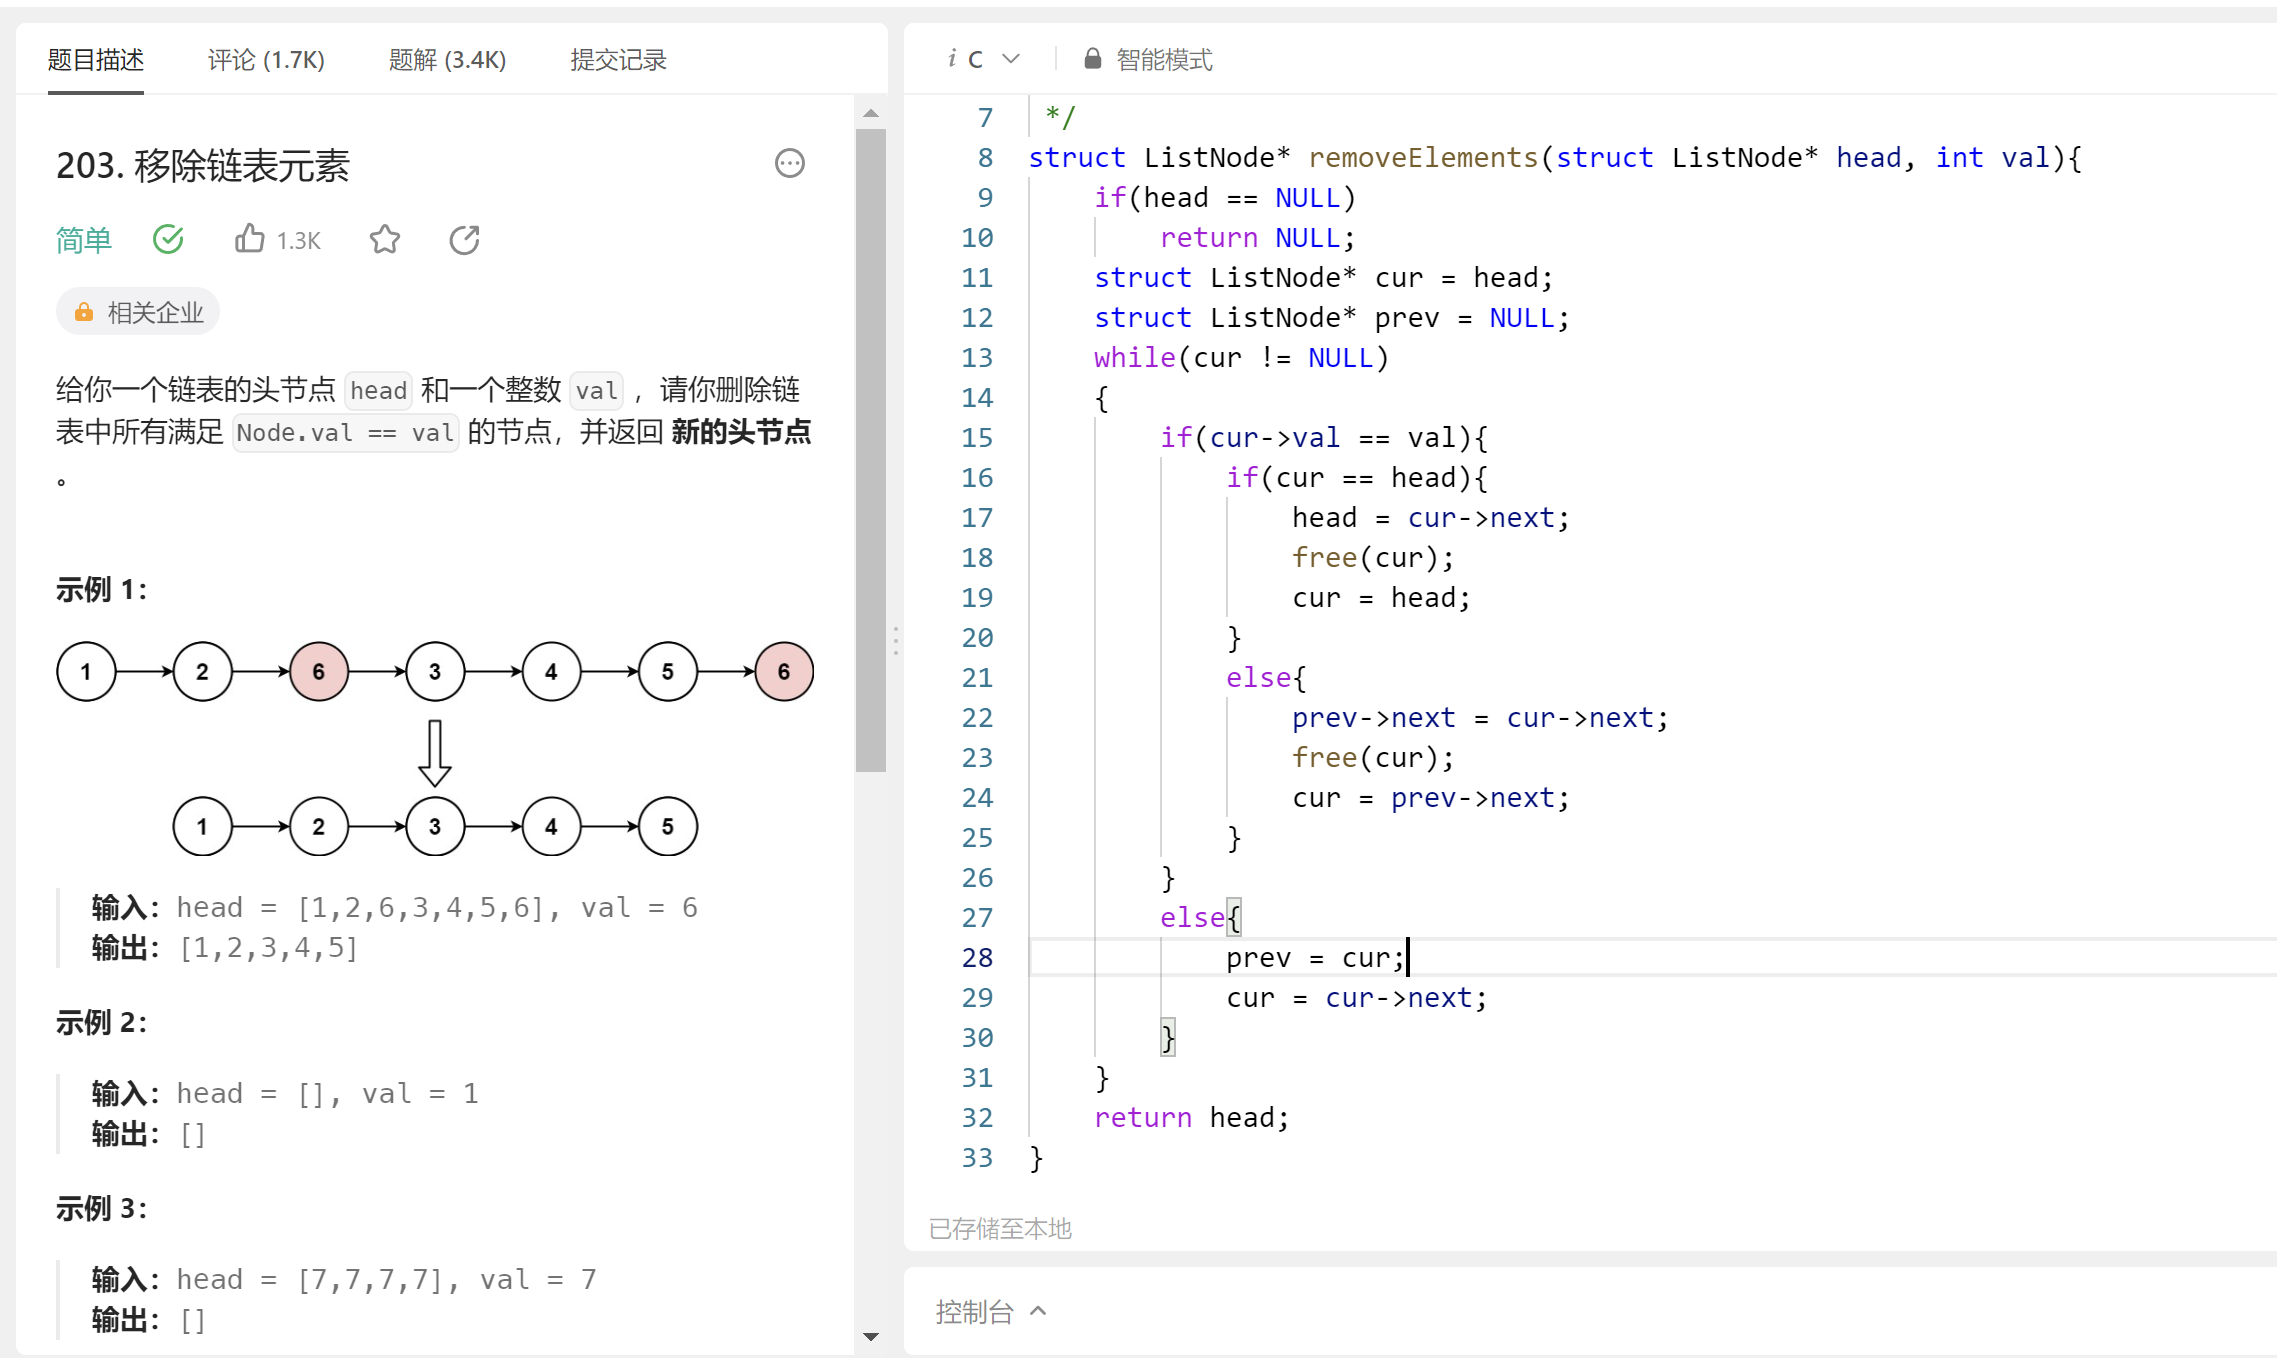 题目描述 评论 (1.7K) 题解 (3.4K) 提交记录
203. 移除链表元素
简单 1.3K
相关企业
给你一个链表的头节点 head 和一个整数 val ，请你删除链
表中所有满足 Node.val == val 的节点，并返回 新的头节点
。
示例 1：
1 2 6 3 4 5 6
1 2 3 4 5
输入：head = [1,2,6,3,4,5,6], val = 6
输出：[1,2,3,4,5]
示例 2：
输入：head = [], val = 1
输出：[]
示例 3：
输入：head = [7,7,7,7], val = 7
输出：[]
i C 智能模式
7 */
8 struct ListNode* removeElements(struct ListNode* head, int val){
9 if(head == NULL)
10 return NULL;
11 struct ListNode* cur = head;
12 struct ListNode* prev = NULL;
13 while(cur != NULL)
14 {
15 if(cur->val == val){
16 if(cur == head){
17 head = cur->next;
18 free(cur);
19 cur = head;
20 }
21 else{
22 prev->next = cur->next;
23 free(cur);
24 cur = prev->next;
25 }
26 }
27 else{
28 prev = cur;
29 cur = cur->next;
30 }
31 }
32 return head;
33 }
已存储至本地
控制台